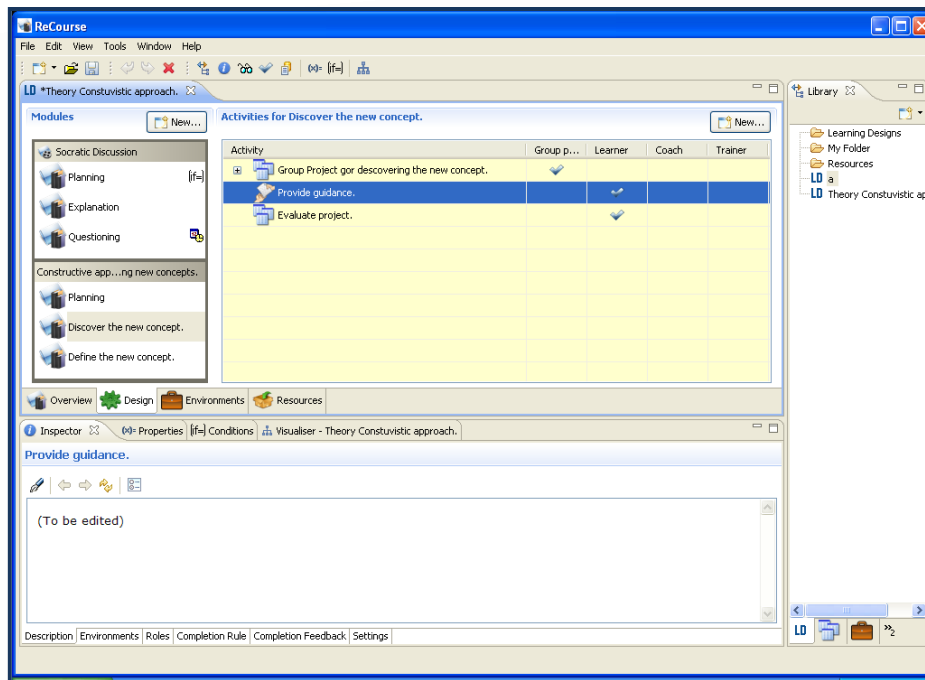 ReCourse
File Edit View Tools Window Help
(x)= [if=]
LD *Theory Constuvistic approach.
Library
Modules
New...
Activities for Discover the new concept.
New...
Socratic Discussion
Planning [if=]
Explanation
Questioning
Constructive app...ng new concepts.
Planning
Discover the new concept.
Define the new concept.
Activity Group p... Learner Coach Trainer
Group Project gor descovering the new concept.
Provide guidance.
Evaluate project.
Learning Designs
My Folder
Resources
LD a
LD Theory Constuvistic ap
Overview Design Environments Resources
Inspector (x)= Properties [if=] Conditions Visualiser - Theory Constuvistic approach.
Provide guidance.
(To be edited)
Description Environments Roles Completion Rule Completion Feedback Settings
LD »2